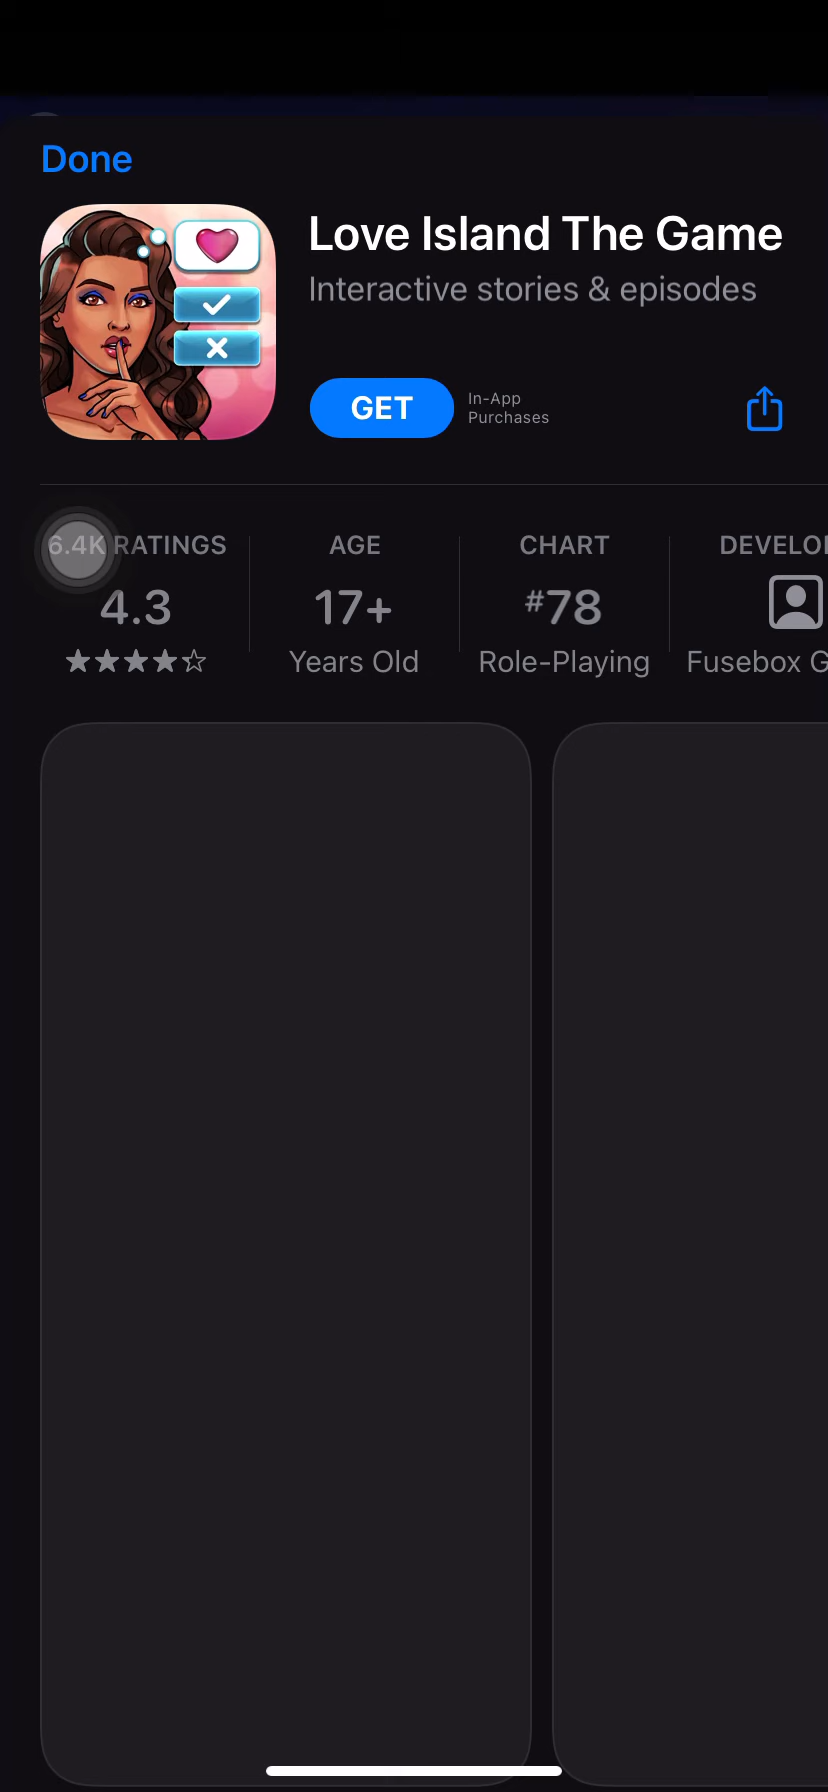 Done
Love Island The Game
Interactive stories & episodes
GET
In-App
Purchases
6.4K RATINGS
4.3
AGE
17+
Years Old
CHART
#78
Role-Playing
DEVELO
Fusebox G